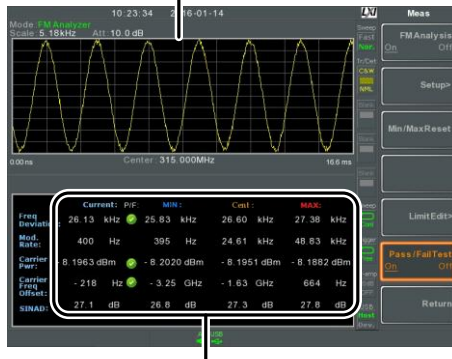 10:23:34 2016-01-14
LXI
Meas
Mode: FM Analyzer
Scale 5.18kHz Att: 10.0 dB
Sweep
Fast
Nor.
Tr/Det
C&W
NML
FM Analysis
On Off
Setup>
Min/Max Reset
0.00 ns Center: 315.000MHz 16.6 ms
Current: P/F: MIN: Cent: MAX:
Freq Deviation: 26.13 kHz 25.83 kHz 26.60 kHz 27.38 kHz
Mod. Rate: 400 Hz 395 Hz 24.61 kHz 48.83 kHz
Carrier Pwr: - 8.1963 dBm - 8.2020 dBm - 8.1951 dBm - 8.1882 dBm
Carrier Freq Offset: - 218 Hz - 3.25 GHz - 1.63 GHz 664 Hz
SINAD: 27.1 dB 26.8 dB 27.3 dB 27.8 dB
Limit Edit>
Pass/Fail Test
On Off
Return
USB